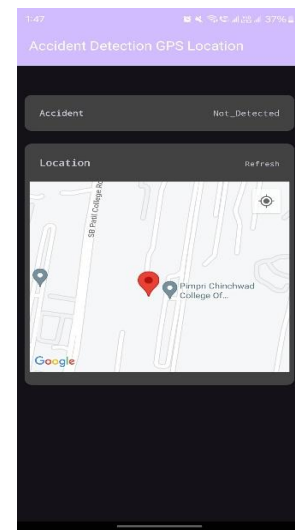 1:47 37%
Accident Detection GPS Location
Accident Not_Detected
Location Refresh
SB Patil College Rd
Pimpri Chinchwad
College Of...
Google